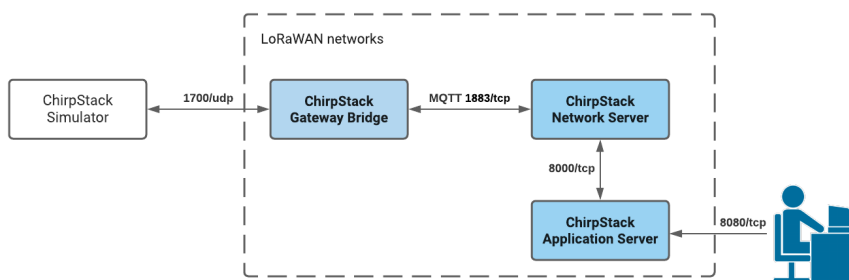 LoRaWAN networks
ChirpStack
Simulator
1700/udp
ChirpStack
Gateway Bridge
MQTT 1883/tcp
ChirpStack
Network Server
8000/tcp
ChirpStack
Application Server
8080/tcp